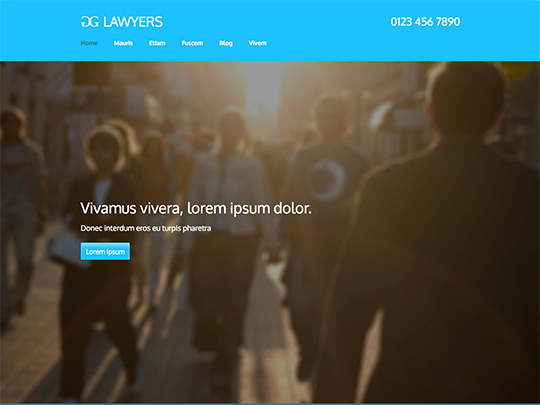 GG LAWYERS
0123 456 7890
Home Mauris Etiam Fuscem Blog Vivem
Vivamus vivera, lorem ipsum dolor.
Donec interdum eros eu turpis pharetra
Lorem ipsum